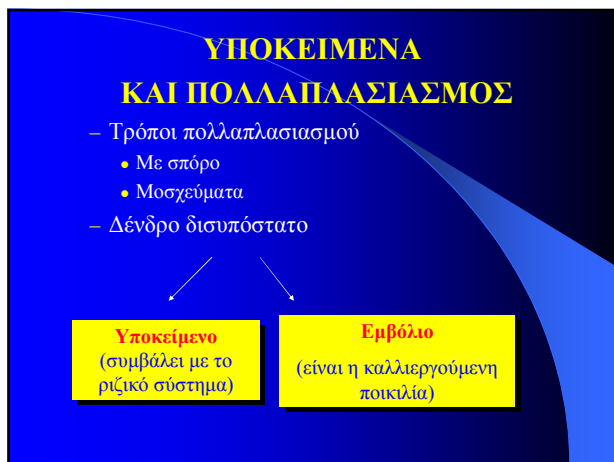 ΥΠΟΚΕΙΜΕΝΑ
ΚΑΙ ΠΟΛΛΑΠΛΑΣΙΑΣΜΟΣ
– Τρόποι πολλαπλασιασμού
• Με σπόρο
• Μοσχεύματα
– Δένδρο δισυπόστατο
Υποκείμενο
(συμβάλει με το
ριζικό σύστημα)
Εμβόλιο
(είναι η καλλιεργούμενη
ποικιλία)